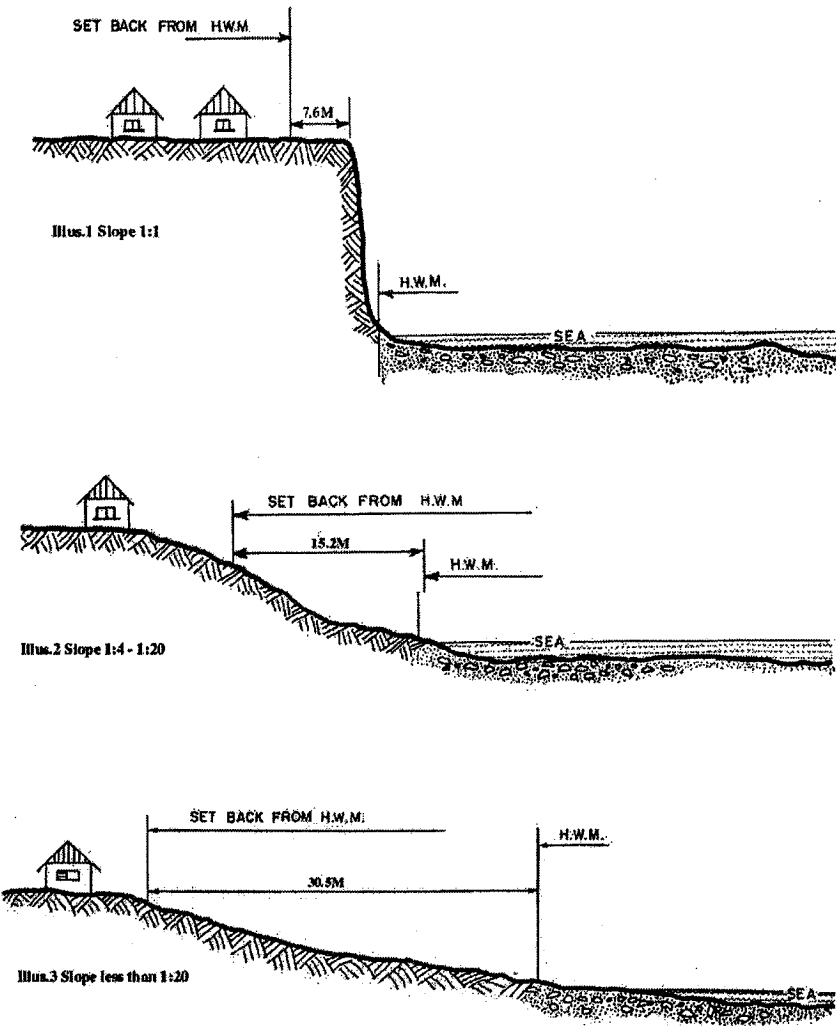 SET BACK FROM H.W.M.
7.6M
Illus.1 Slope 1:1
H.W.M.
SEA
SET BACK FROM H.W.M
15.2M
H.W.M.
Illus.2 Slope 1:4 - 1:20
SEA
SET BACK FROM H.W.M.
H.W.M.
30.5M
Illus.3 Slope less than 1:20
SEA